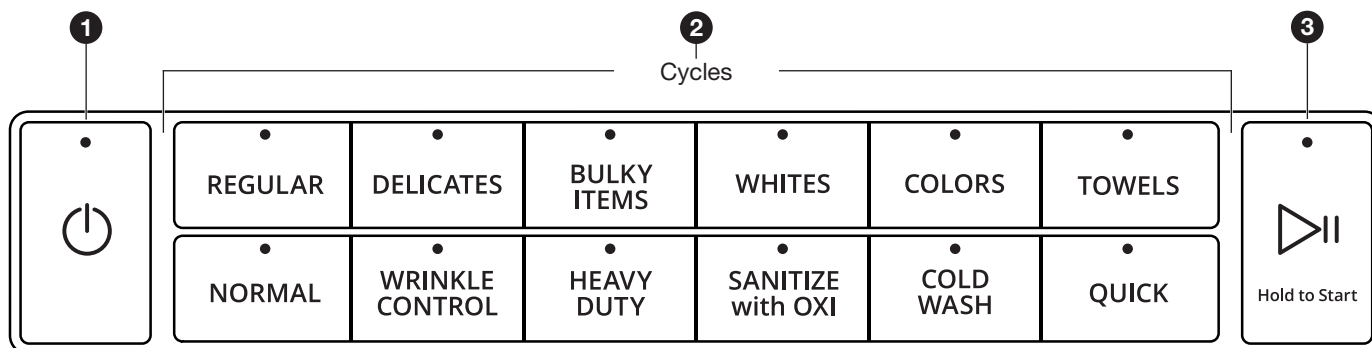 1
2
3
Cycles
REGULAR
DELICATES
BULKY
ITEMS
WHITES
COLORS
TOWELS
NORMAL
WRINKLE
CONTROL
HEAVY
DUTY
SANITIZE
with OXI
COLD
WASH
QUICK
Hold to Start